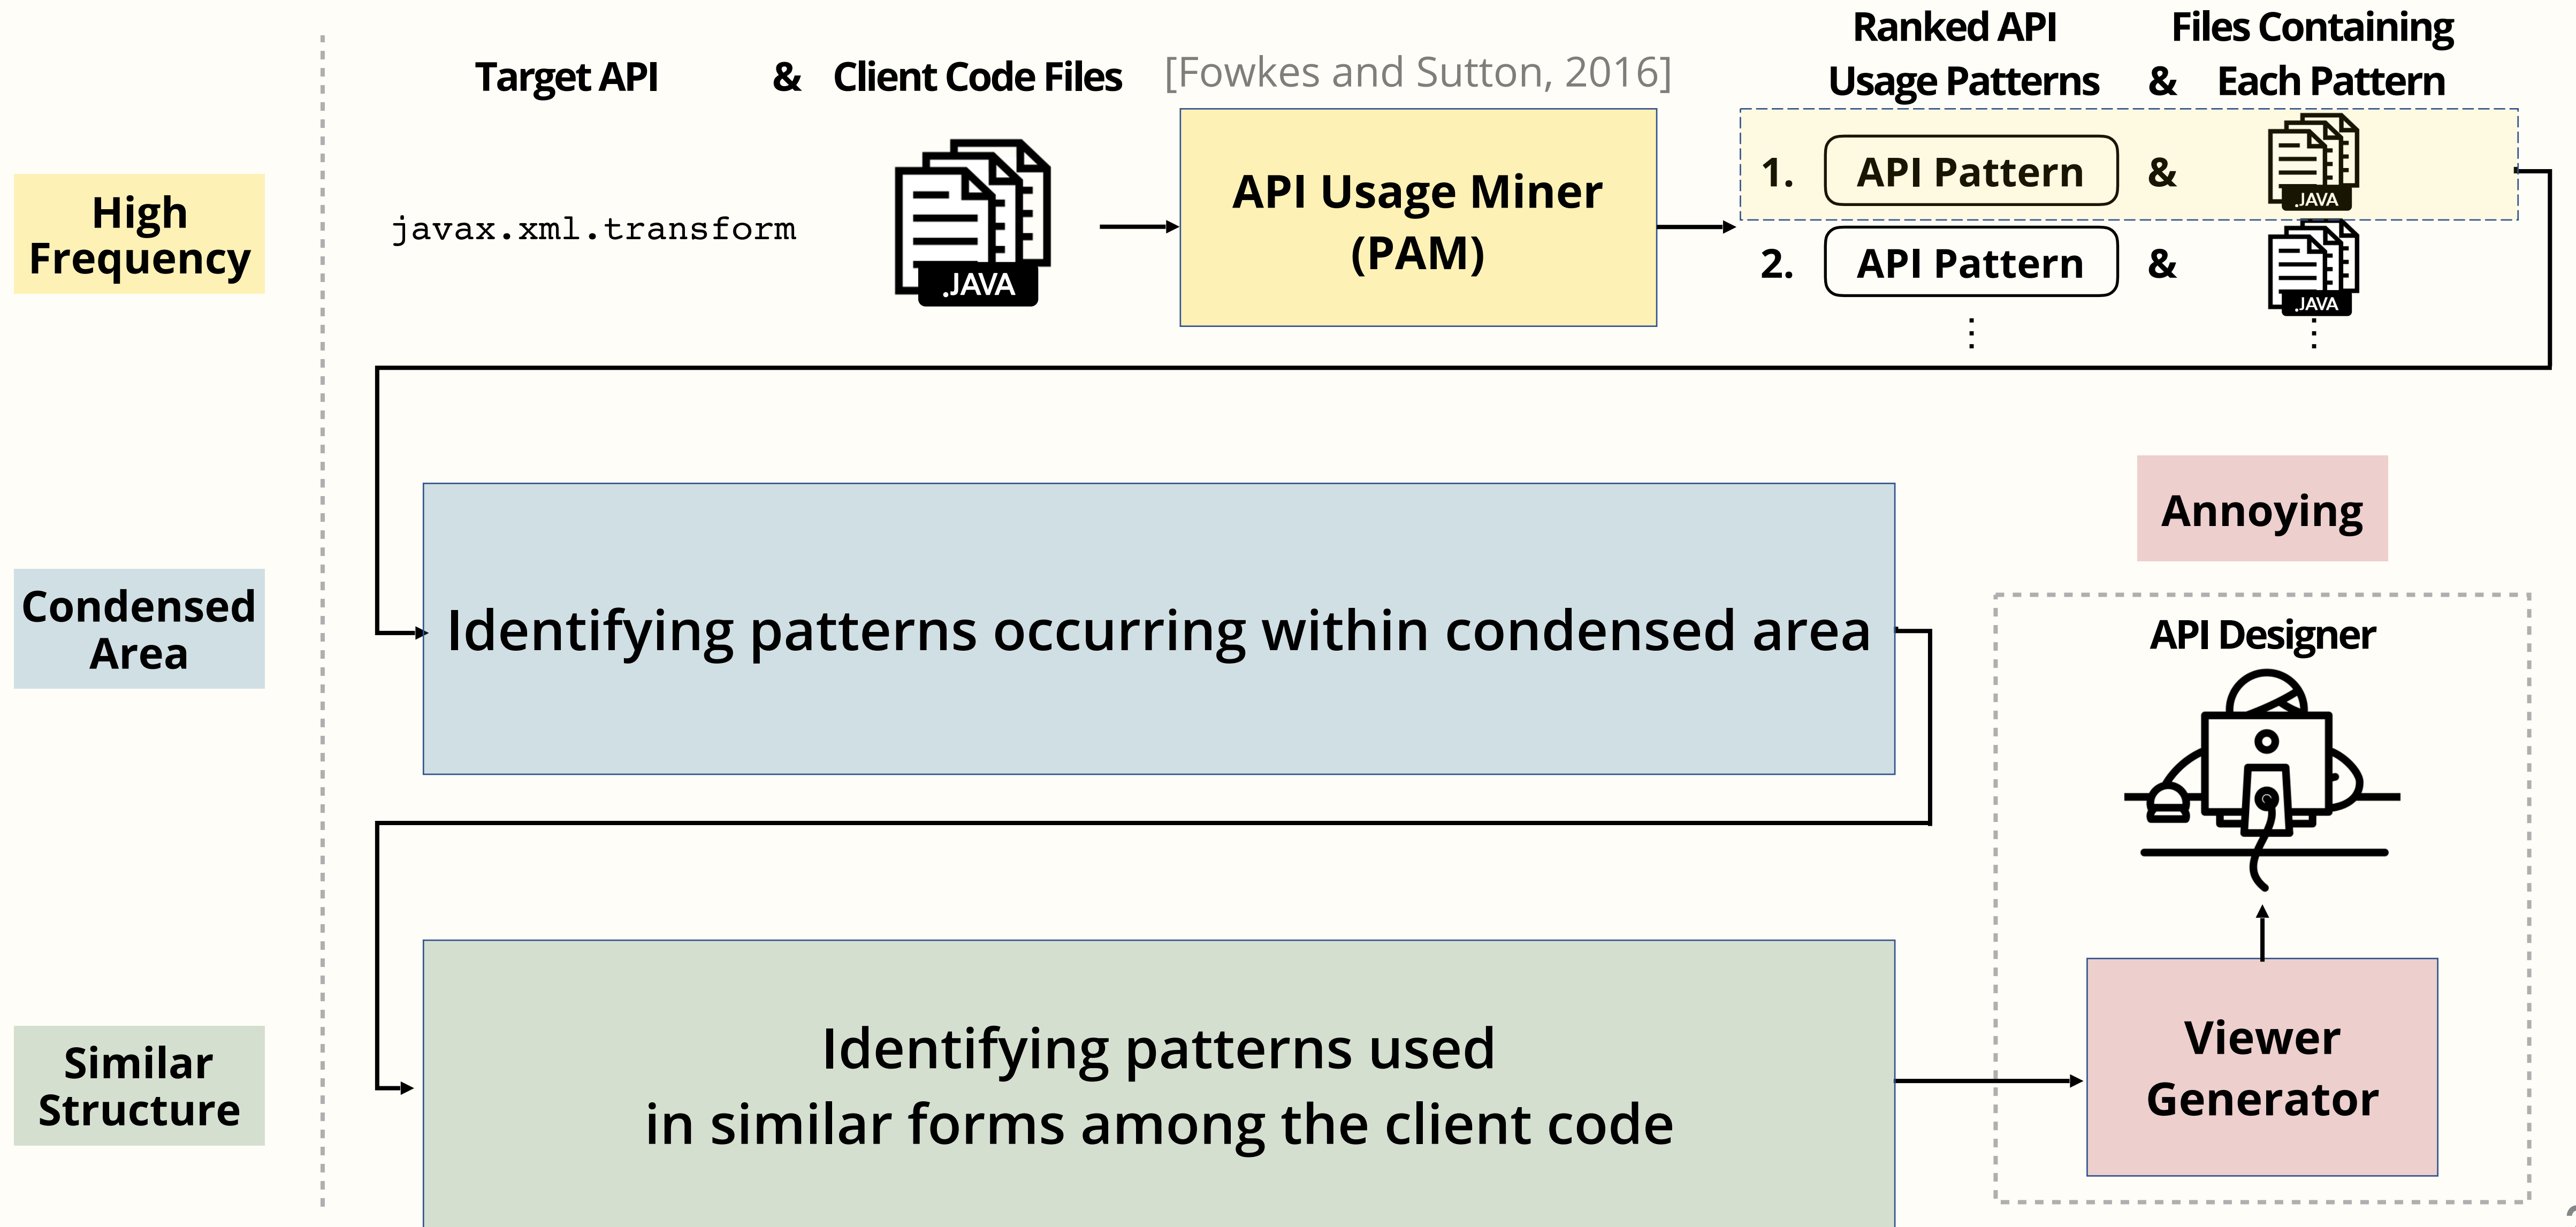 Ranked API
Files Containing
Target API & Client Code Files [Fowkes and Sutton, 2016]
Usage Patterns & Each Pattern
High
Frequency
javax.xml.transform
.JAVA
API Usage Miner
(PAM)
1. API Pattern & .JAVA
2. API Pattern & .JAVA
Condensed
Area
Identifying patterns occurring within condensed area
Annoying
API Designer
Similar
Structure
Identifying patterns used
in similar forms among the client code
Viewer
Generator